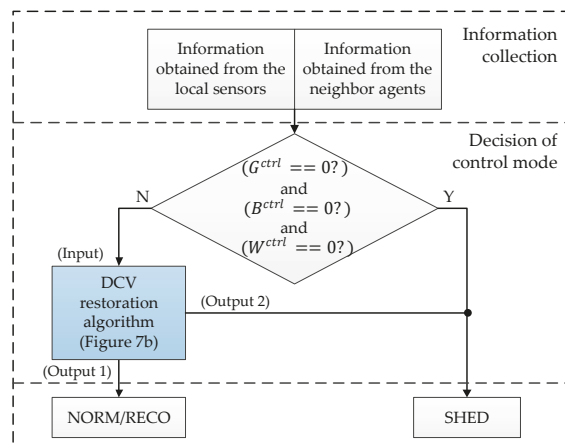 Information
obtained from the
local sensors
Information
obtained from the
neighbor agents
Information
collection
Decision of
control mode
(G^ctrl == 0?)
and
(B^ctrl == 0?)
and
(W^ctrl == 0?)
N
Y
(Input)
DCV
restoration
algorithm
(Figure 7b)
(Output 2)
(Output 1)
NORM/RECO
SHED